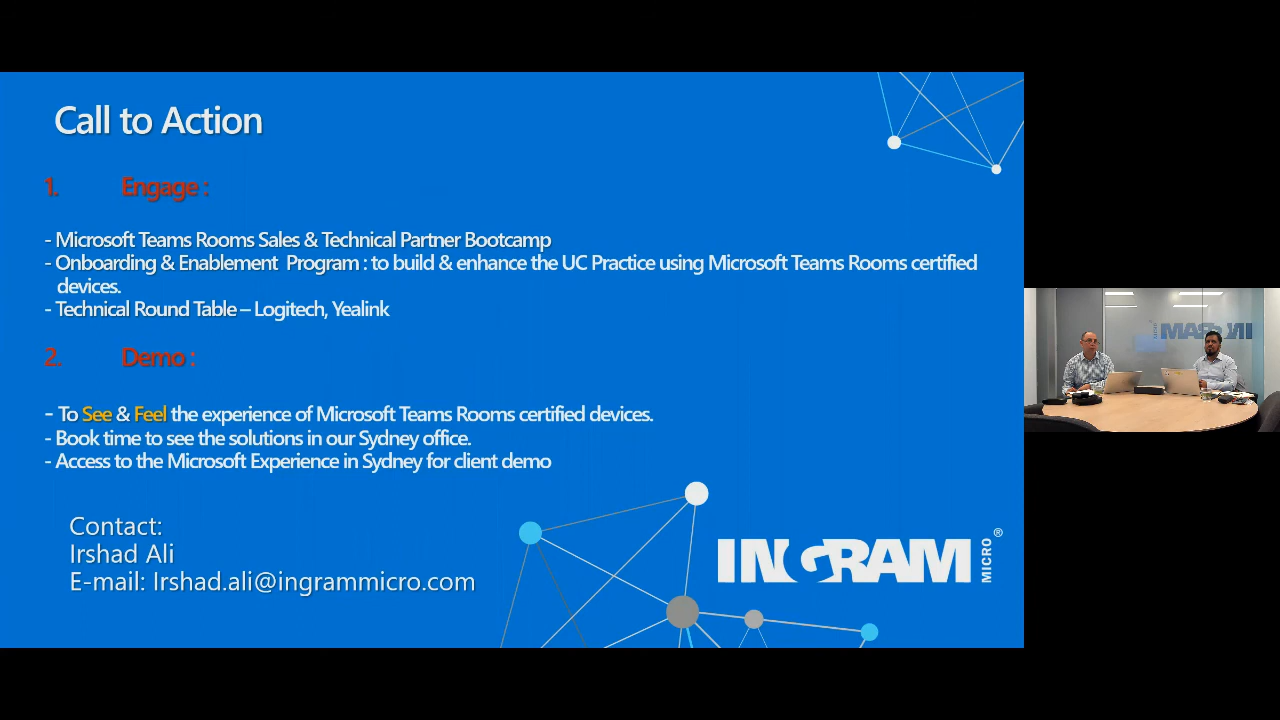 Call to Action
1. Engage :
- Microsoft Teams Rooms Sales & Technical Partner Bootcamp
- Onboarding & Enablement Program : to build & enhance the UC Practice using Microsoft Teams Rooms certified
devices.
- Technical Round Table – Logitech, Yealink
2. Demo :
- To See & Feel the experience of Microsoft Teams Rooms certified devices.
- Book time to see the solutions in our Sydney office.
- Access to the Microsoft Experience in Sydney for client demo
Contact:
Irshad Ali
E-mail: Irshad.ali@ingrammicro.com
INGRAM MICRO ®